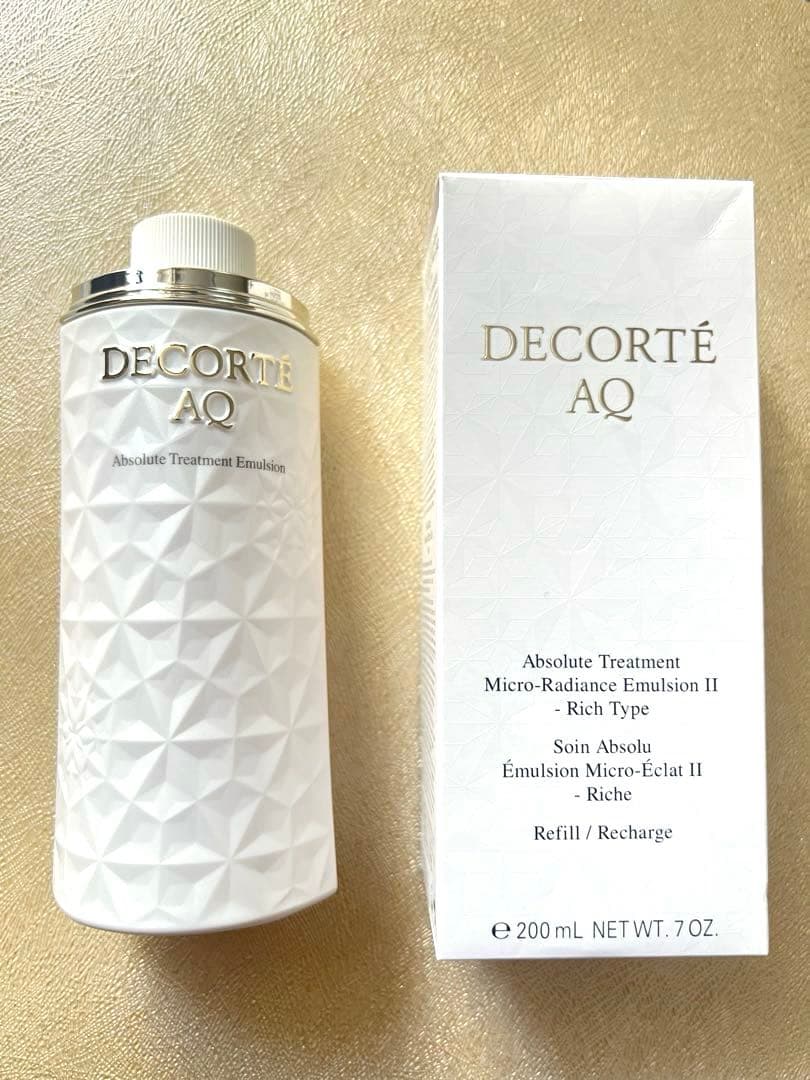 DECORTÉ
AQ
Absolute Treatment Emulsion
DECORTÉ
AQ
Absolute Treatment
Micro-Radiance Emulsion II
- Rich Type
Soin Absolu
Émulsion Micro-Éclat II
- Riche
Refill / Recharge
℮ 200 mL NET WT. 7 OZ.